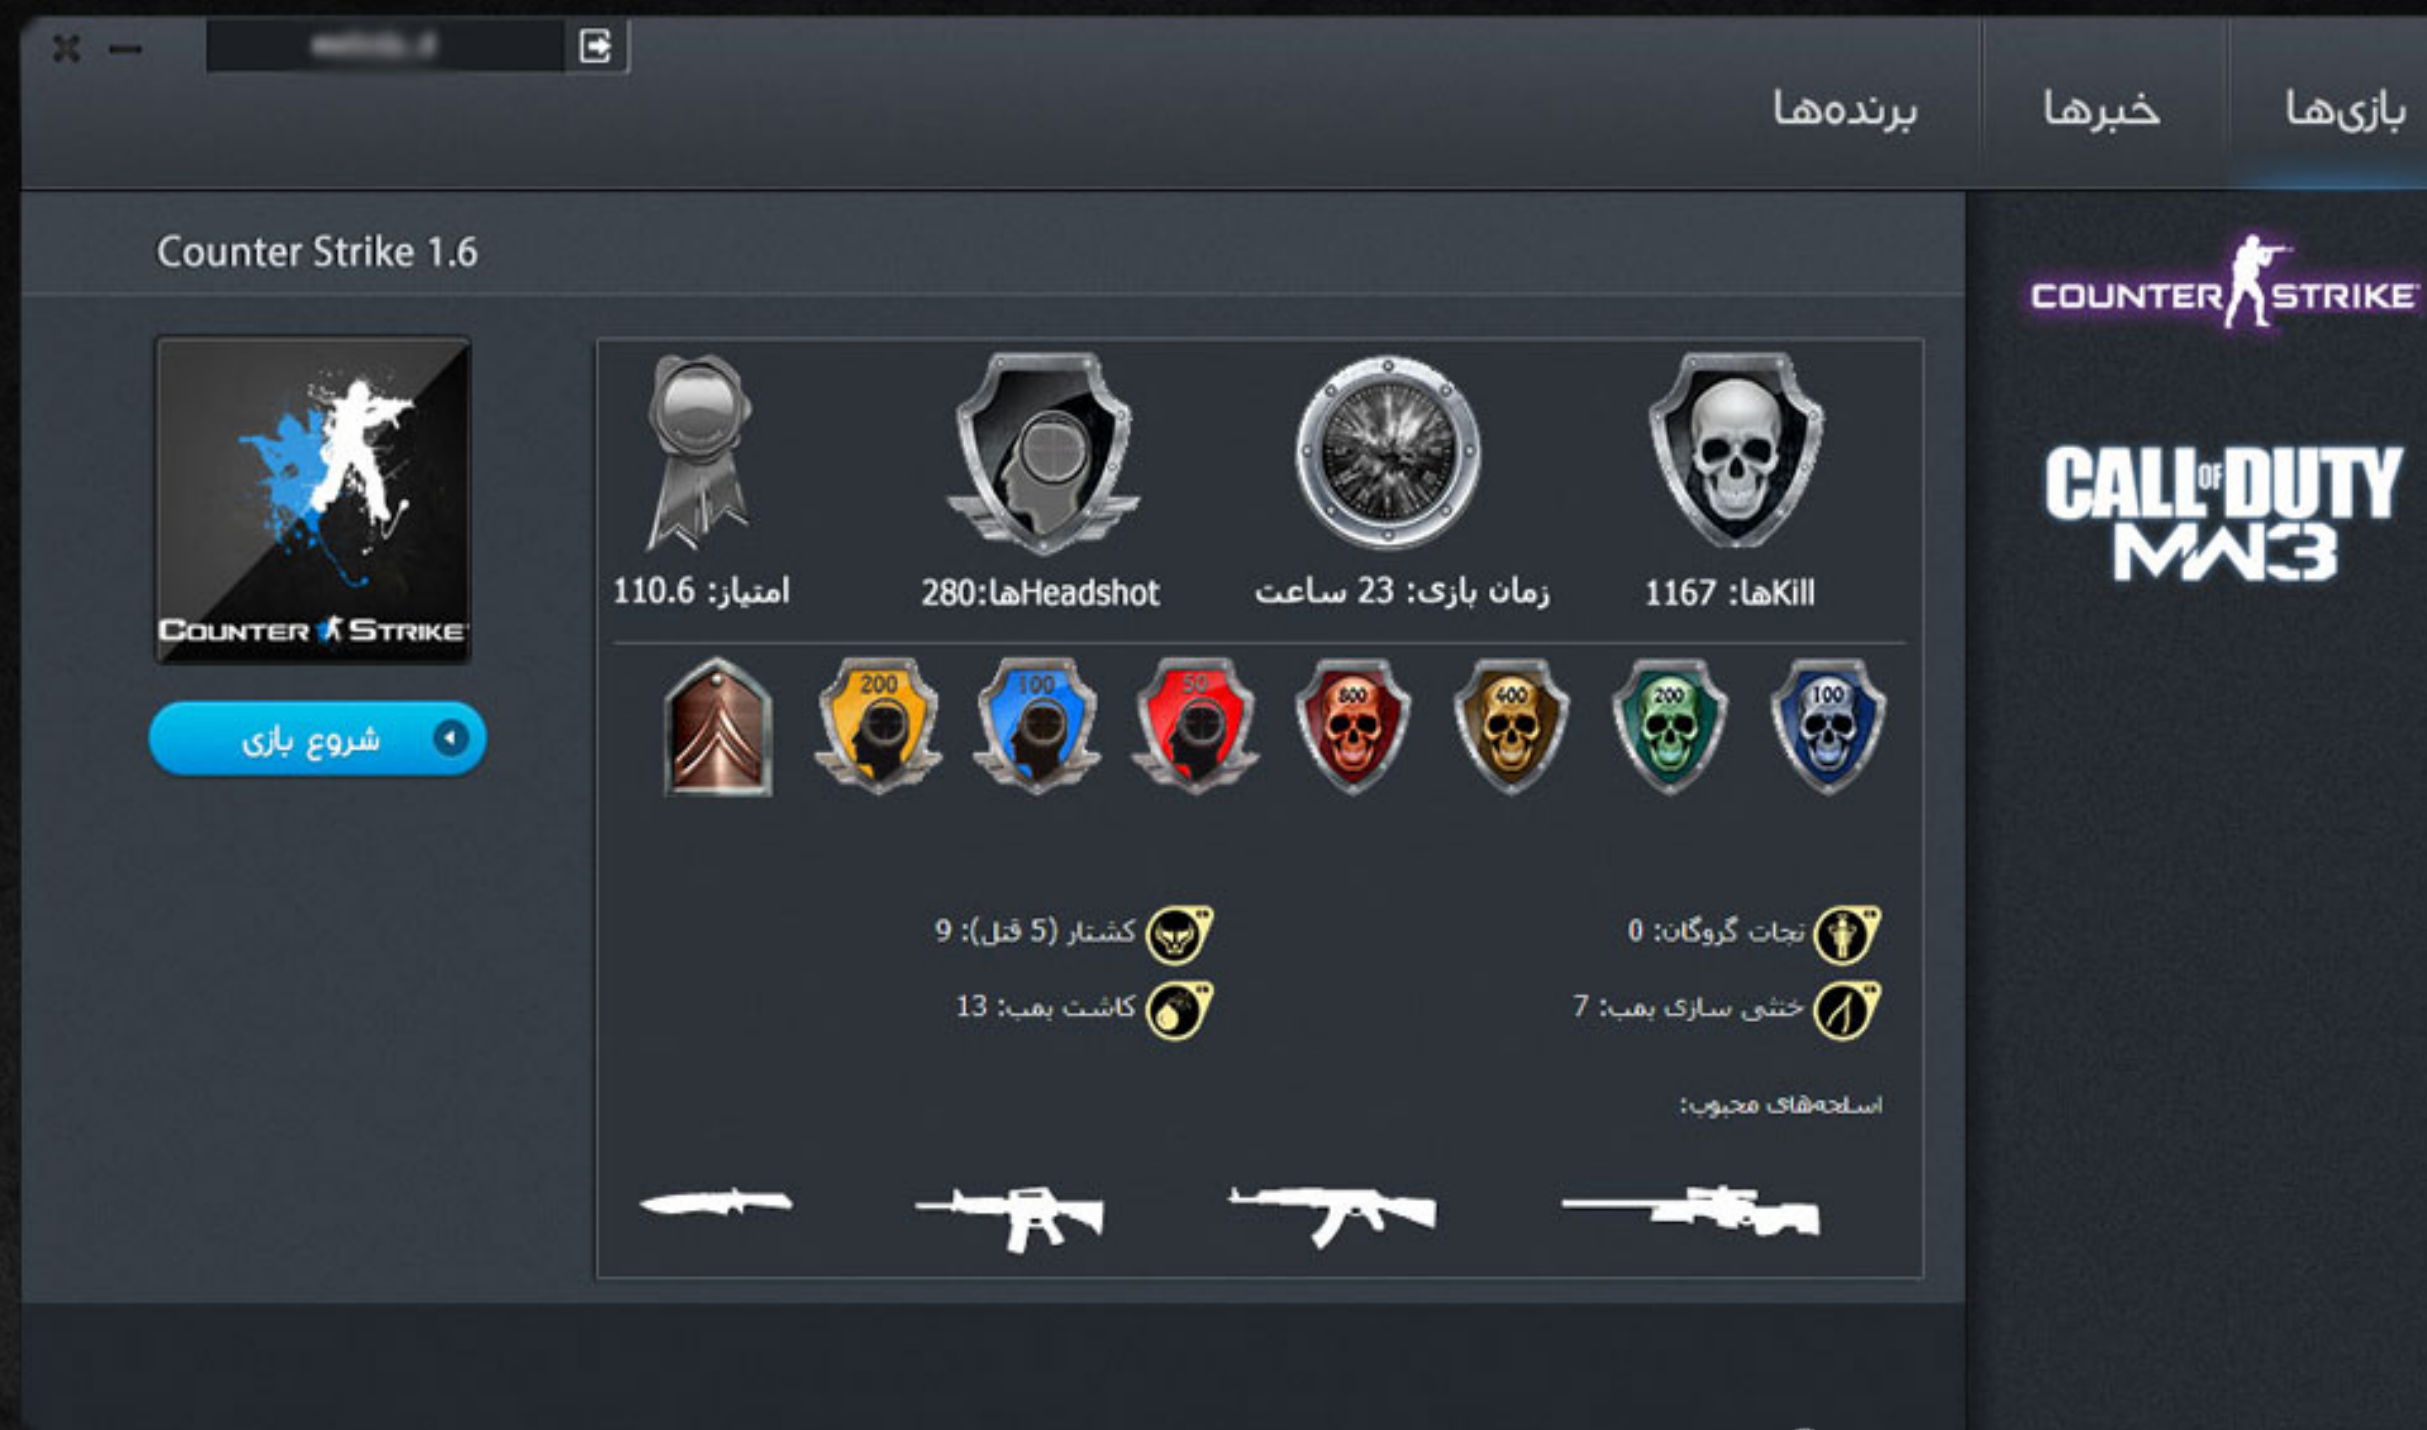 بازی‌ها
خبرها
برنده‌ها
Counter Strike 1.6
COUNTER STRIKE
CALL OF DUTY
MW3
COUNTER STRIKE
شروع بازی
Killها: 1167
زمان بازی: 23 ساعت
Headshotها:280
امتیاز: 110.6
100
200
400
800
50
100
200
نجات گروگان: 0
کشتار (5 قتل): 9
خنثی سازی بمب: 7
کاشت بمب: 13
اسلحه‌های محبوب: